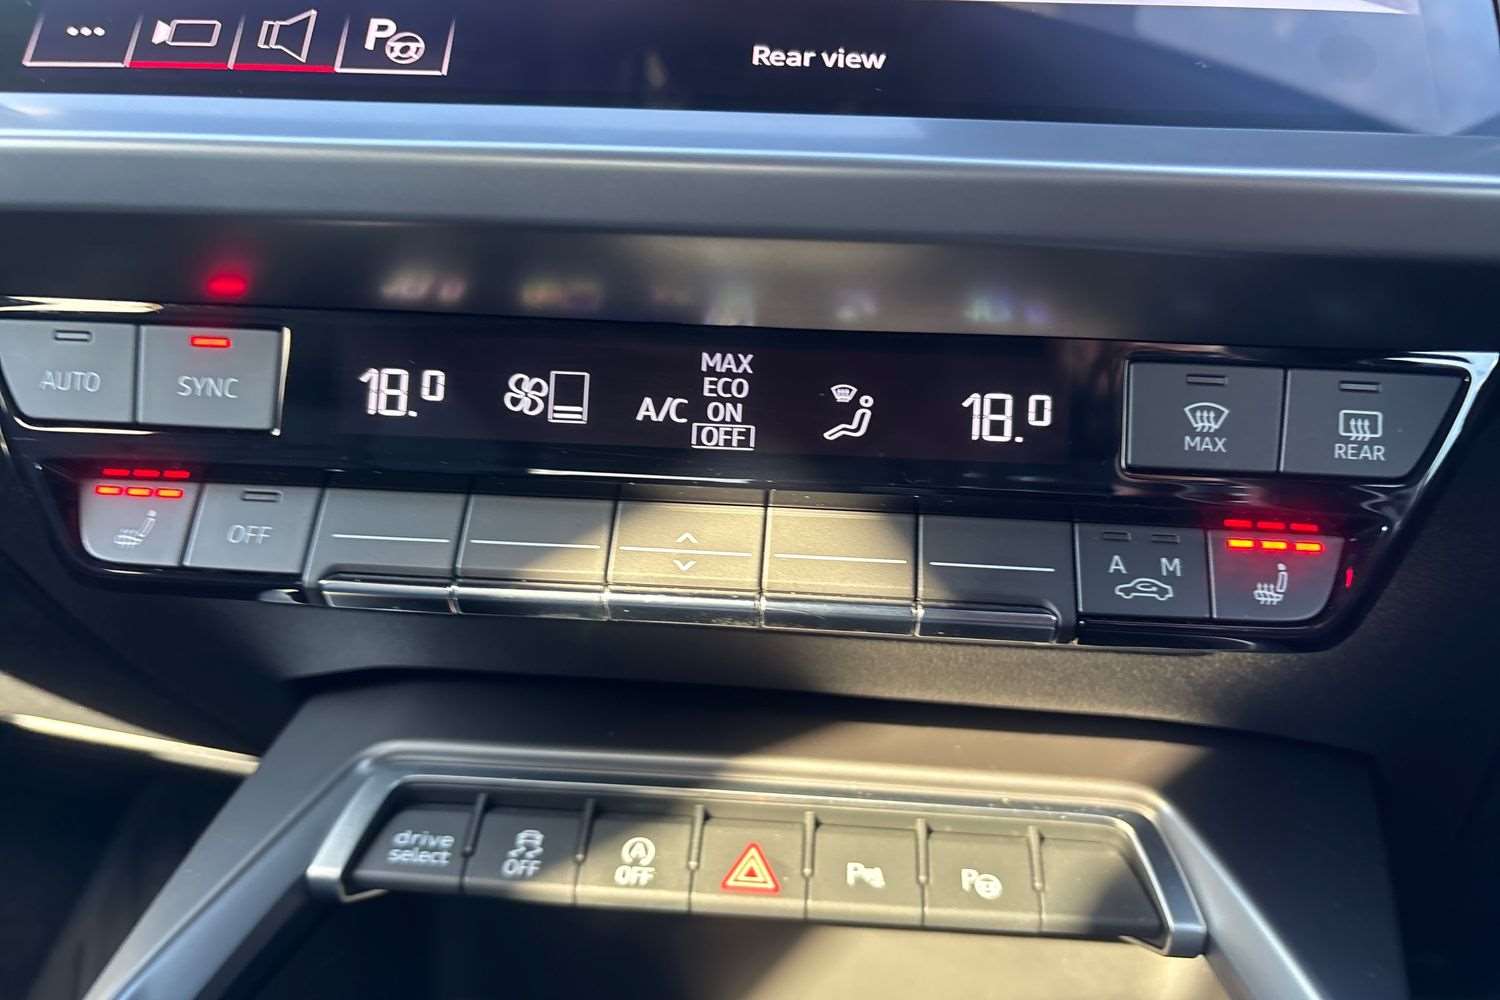 P
Rear view
AUTO
SYNC
18.0
A/C
MAX
ECO
ON
OFF
18.0
MAX
REAR
OFF
A M
drive
select
OFF
A
OFF
P
P